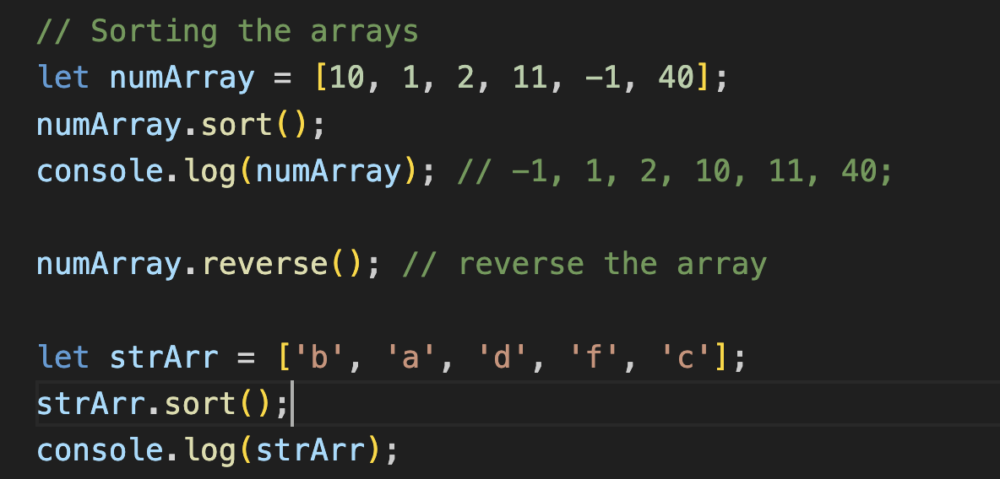 // Sorting the arrays
let numArray = [10, 1, 2, 11, -1, 40];
numArray.sort();
console.log(numArray); // -1, 1, 2, 10, 11, 40;
numArray.reverse(); // reverse the array
let strArr = ['b', 'a', 'd', 'f', 'c'];
strArr.sort();
console.log(strArr);